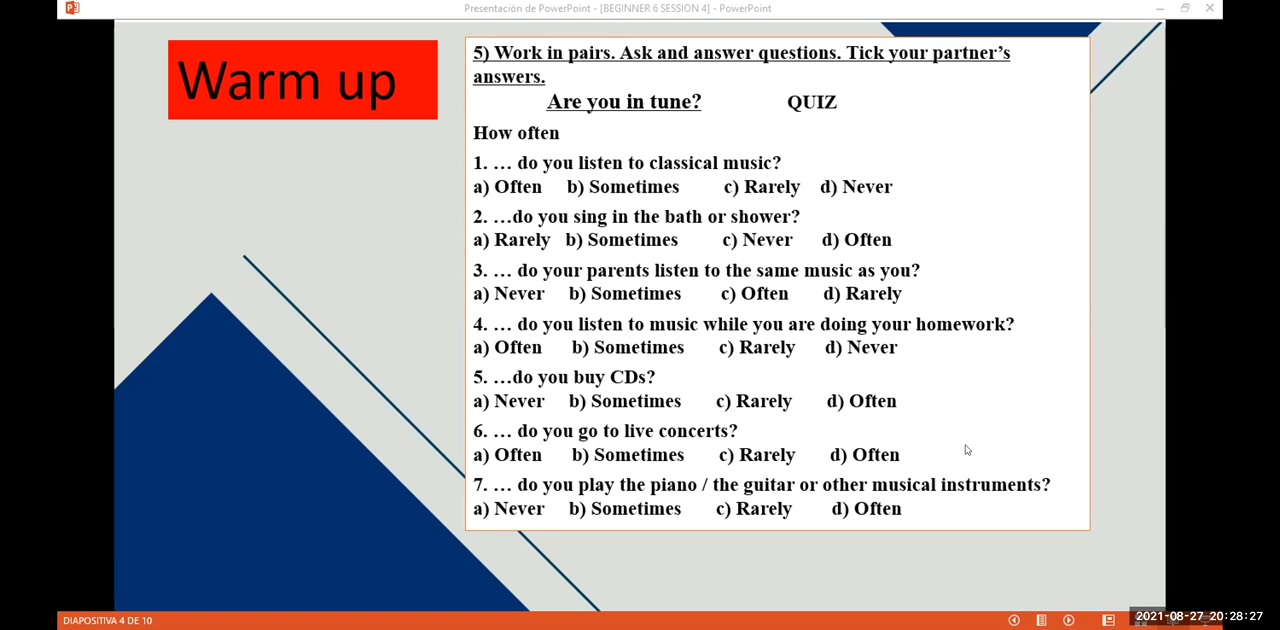 Presentación de PowerPoint - [BEGINNER 6 SESSION 4] - PowerPoint
Warm up
5) Work in pairs. Ask and answer questions. Tick your partner's
answers.
Are you in tune? QUIZ
How often
1. … do you listen to classical music?
a) Often b) Sometimes c) Rarely d) Never
2. …do you sing in the bath or shower?
a) Rarely b) Sometimes c) Never d) Often
3. … do your parents listen to the same music as you?
a) Never b) Sometimes c) Often d) Rarely
4. … do you listen to music while you are doing your homework?
a) Often b) Sometimes c) Rarely d) Never
5. …do you buy CDs?
a) Never b) Sometimes c) Rarely d) Often
6. … do you go to live concerts?
a) Often b) Sometimes c) Rarely d) Often
7. … do you play the piano / the guitar or other musical instruments?
a) Never b) Sometimes c) Rarely d) Often
DIAPOSITIVA 4 DE 10
2021-08-27 20:28:27